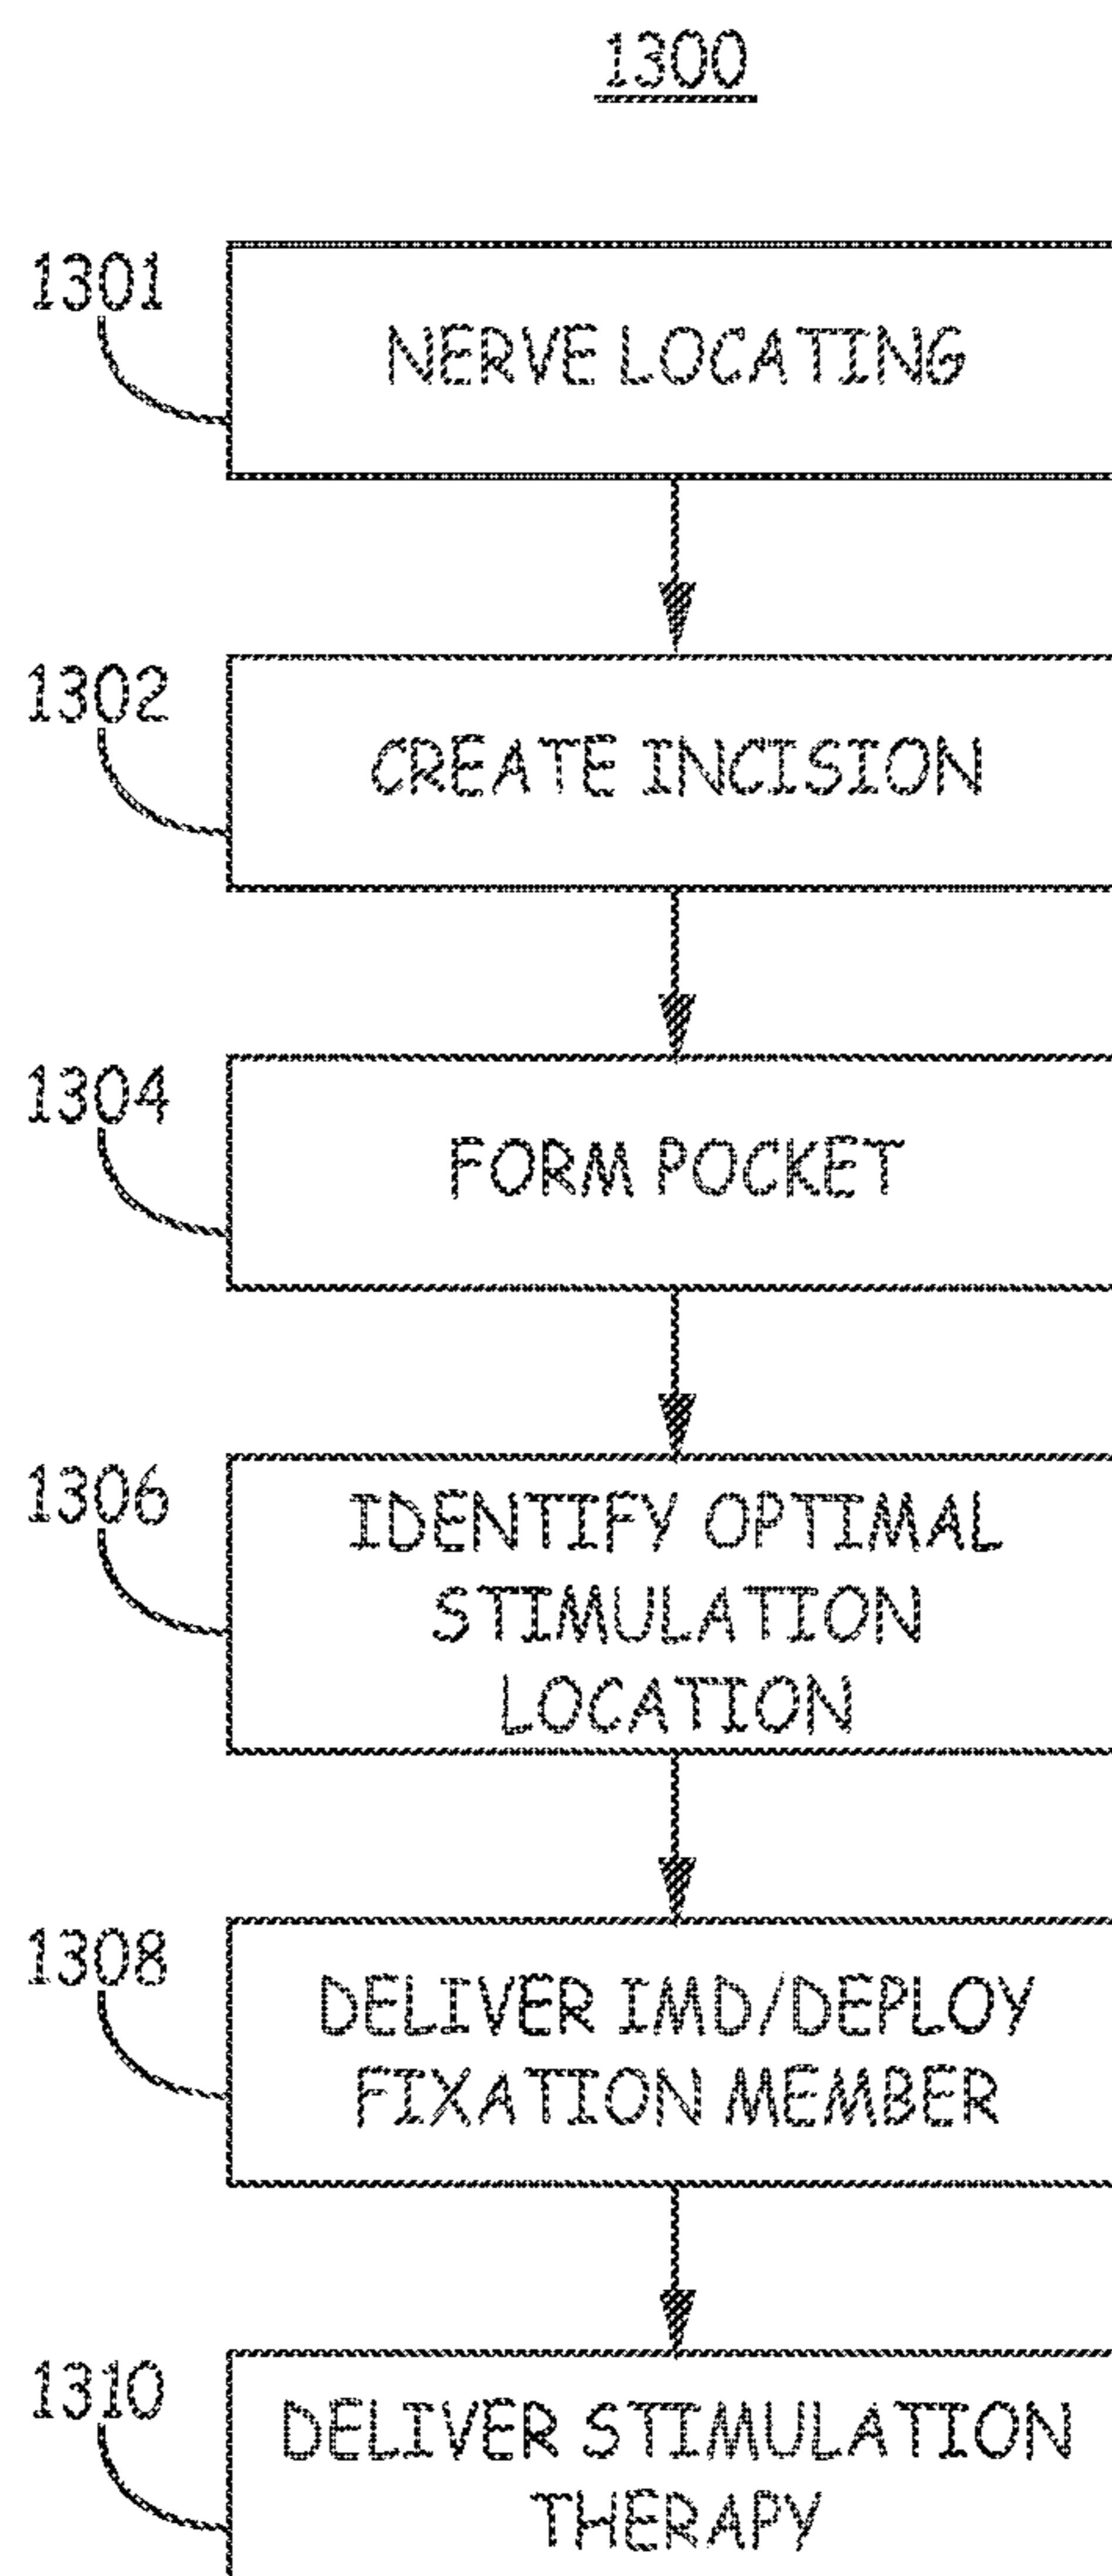 1300
1301
NERVE LOCATING
1302
CREATE INCISION
1304
FORM POCKET
1306
IDENTIFY OPTIMAL
STIMULATION
LOCATION
1308
DELIVER IMD/DEPLOY
FIXATION MEMBER
1310
DELIVER STIMULATION
THERAPY